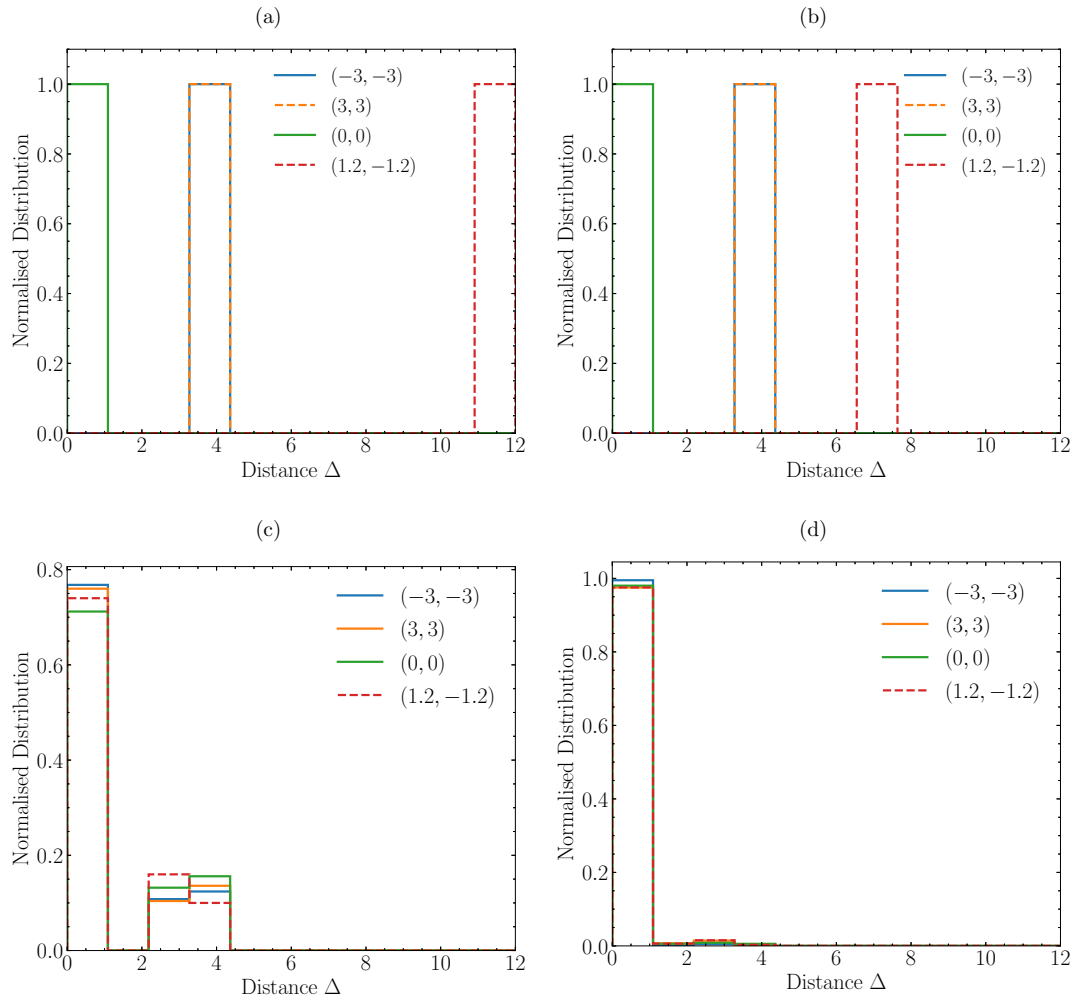 (a)
Normalised Distribution
1.0
0.8
0.6
0.4
0.2
0.0
0 2 4 6 8 10 12
Distance Δ
(−3, −3)
(3, 3)
(0, 0)
(1.2, −1.2)
(b)
Normalised Distribution
1.0
0.8
0.6
0.4
0.2
0.0
0 2 4 6 8 10 12
Distance Δ
(−3, −3)
(3, 3)
(0, 0)
(1.2, −1.2)
(c)
Normalised Distribution
0.8
0.6
0.4
0.2
0.0
0 2 4 6 8 10 12
Distance Δ
(−3, −3)
(3, 3)
(0, 0)
(1.2, −1.2)
(d)
Normalised Distribution
1.0
0.8
0.6
0.4
0.2
0.0
0 2 4 6 8 10 12
Distance Δ
(−3, −3)
(3, 3)
(0, 0)
(1.2, −1.2)